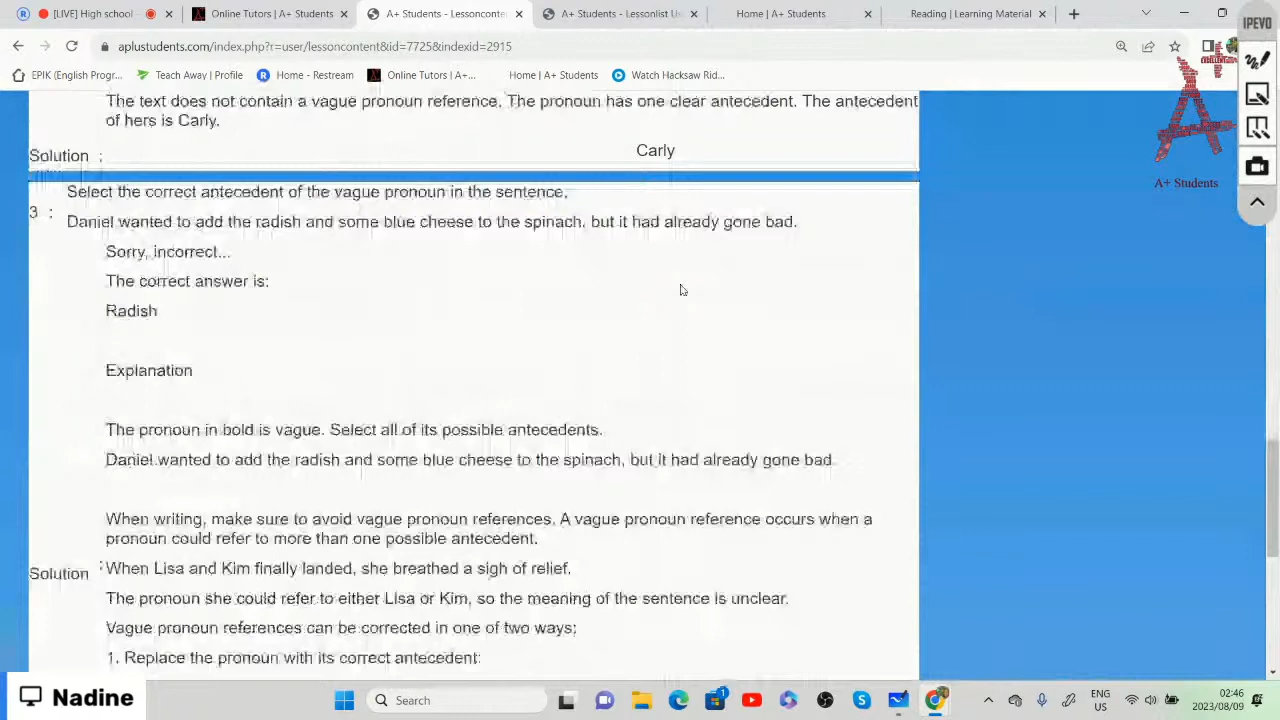 [LIVE] High school
Online Tutors | A+ Students
A+ Students - Lessonconte
A+ Students - Lessonlist U
Home | A+ Students
Reading | Learning Material
IPEVO
aplustudents.com/index.php?r=user/lessoncontent&id=7725&indexid=2915
EPIK (English Progr...
Teach Away | Profile
Home - Restream
Online Tutors | A+...
Home | A+ Students
Watch Hacksaw Rid...
A+ Students
The text does not contain a vague pronoun reference. The pronoun has one clear antecedent. The antecedent
of hers is Carly.
Solution :
Carly
Select the correct antecedent of the vague pronoun in the sentence.
3 :
Daniel wanted to add the radish and some blue cheese to the spinach, but it had already gone bad.
Sorry, incorrect...
The correct answer is:
Radish
Explanation
The pronoun in bold is vague. Select all of its possible antecedents.
Daniel wanted to add the radish and some blue cheese to the spinach, but it had already gone bad.
When writing, make sure to avoid vague pronoun references. A vague pronoun reference occurs when a
pronoun could refer to more than one possible antecedent.
Solution :
When Lisa and Kim finally landed, she breathed a sigh of relief.
The pronoun she could refer to either Lisa or Kim, so the meaning of the sentence is unclear.
Vague pronoun references can be corrected in one of two ways:
1. Replace the pronoun with its correct antecedent:
Nadine
Search
1
ENG
US
02:46
2023/08/09